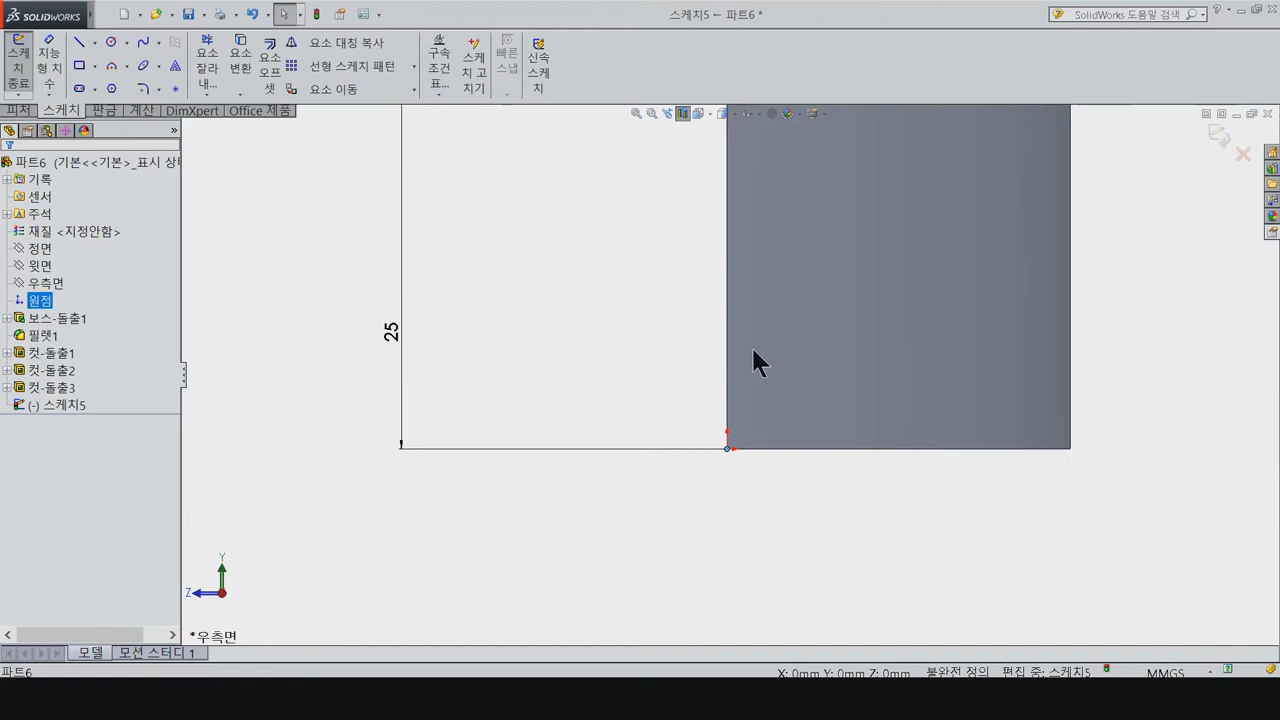 SOLIDWORKS
스케치5 ← 파트6 *
SolidWorks 도움말 검색
스케치 종료
지능형 치수
요소 잘라내...
요소 변환
요소 오프셋
요소 대칭 복사
선형 스케치 패턴
요소 이동
구속조건 표...
스케치 고치기
빠른 스냅
신속 스케치
피처
스케치
판금
계산
DimXpert
Office 제품
파트6 (기본<<기본>_표시 상태
기록
센서
주석
재질 <지정안함>
정면
윗면
우측면
원점
보스-돌출1
필렛1
컷-돌출1
컷-돌출2
컷-돌출3
(-) 스케치5
25
Y
Z
*우측면
모델
모션 스터디 1
파트6
X: 0mm Y: 0mm Z: 0mm
불완전 정의
편집 중: 스케치5
MMGS